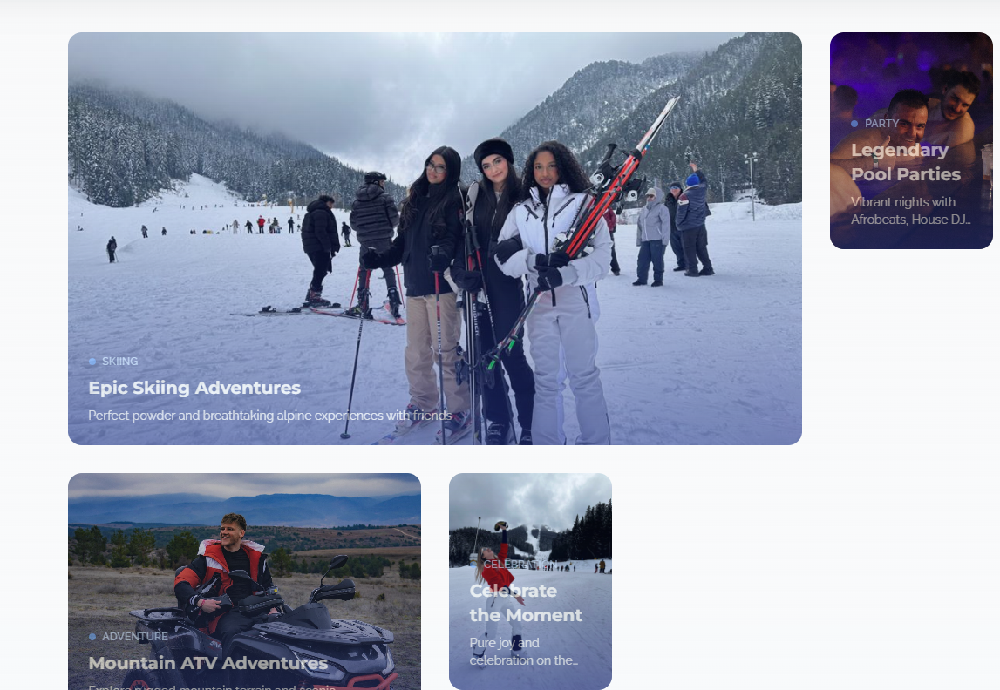 SKIING
Epic Skiing Adventures
Perfect powder and breathtaking alpine experiences with friends
PARTY
Legendary
Pool Parties
Vibrant nights with
Afrobeats, House DJ...
ADVENTURE
Mountain ATV Adventures
Explore rugged mountain terrain and scenic
CELEBRATION
Celebrate
the Moment
Pure joy and
celebration on the...